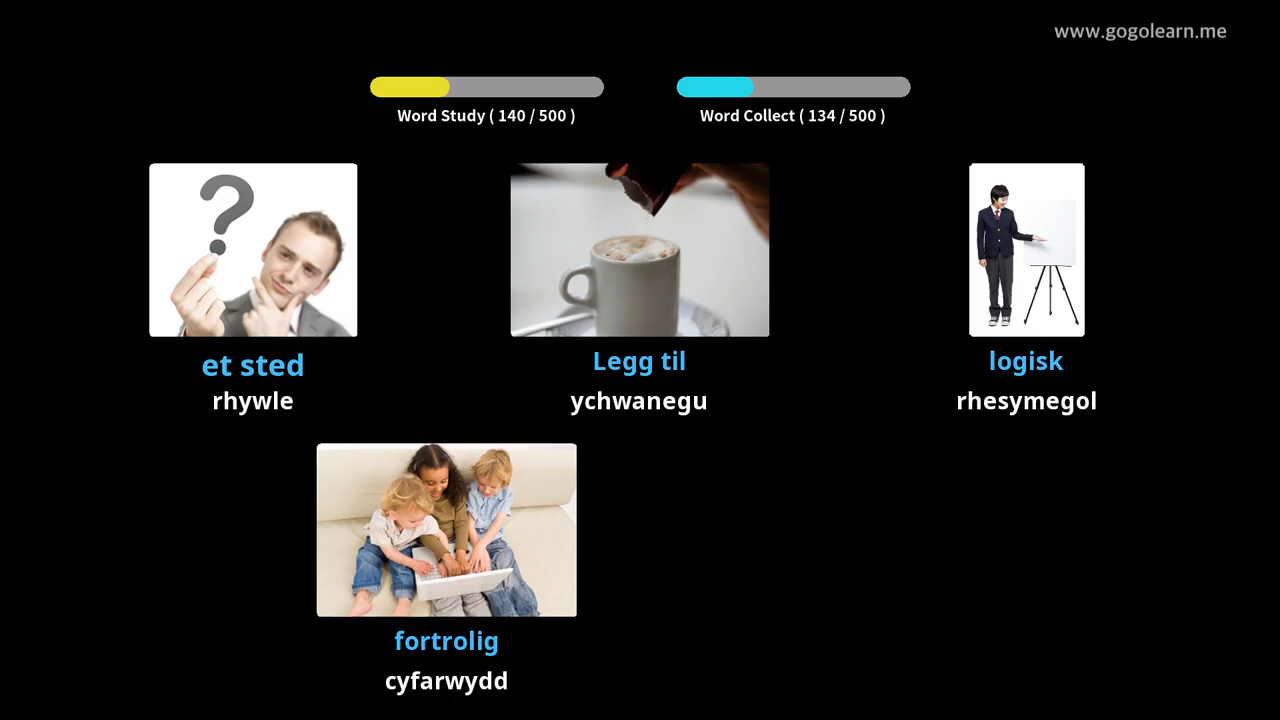 www.gogolearn.me
Word Study ( 140 / 500 )
Word Collect ( 134 / 500 )
et sted
rhywle
Legg til
ychwanegu
logisk
rhesymegol
fortrolig
cyfarwydd